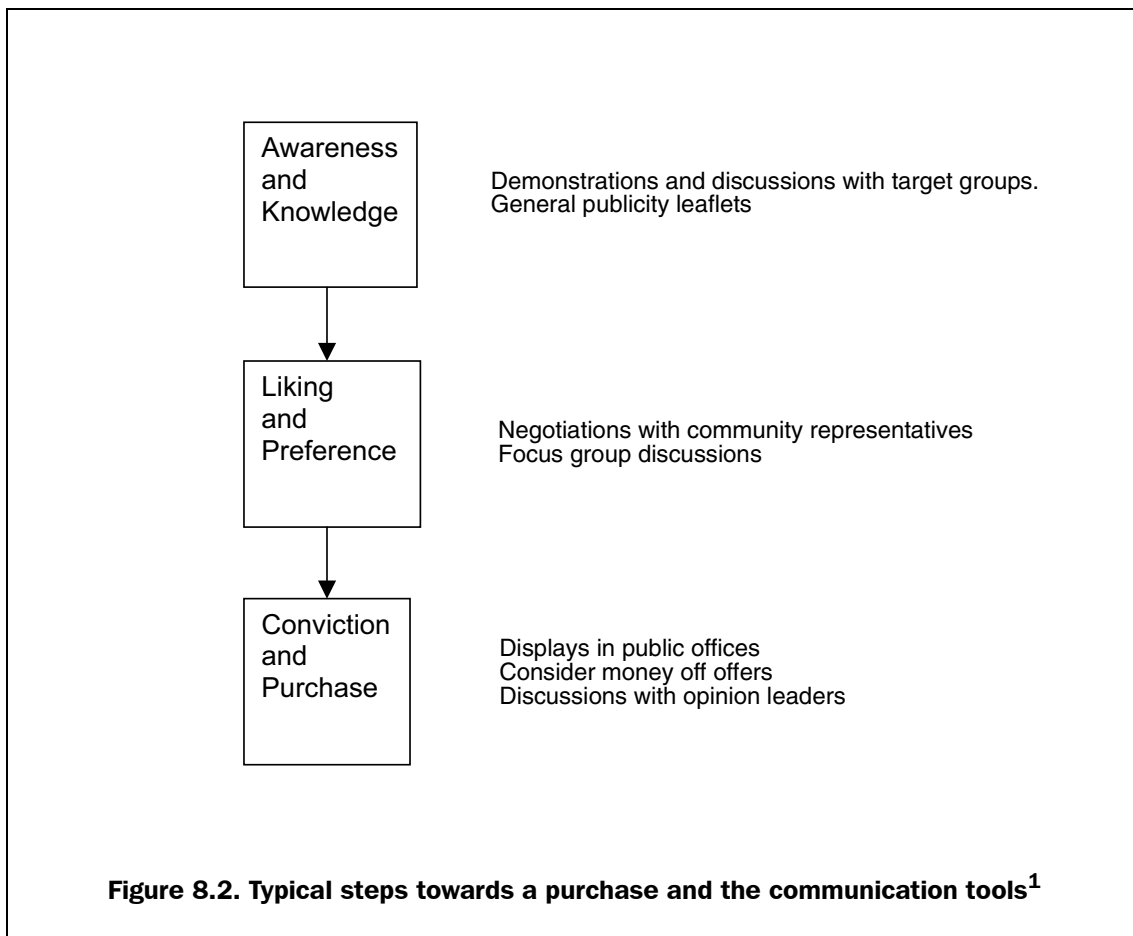 Awareness
and
Knowledge
Demonstrations and discussions with target groups.
General publicity leaflets
Liking
and
Preference
Negotiations with community representatives
Focus group discussions
Conviction
and
Purchase
Displays in public offices
Consider money off offers
Discussions with opinion leaders
Figure 8.2. Typical steps towards a purchase and the communication tools1